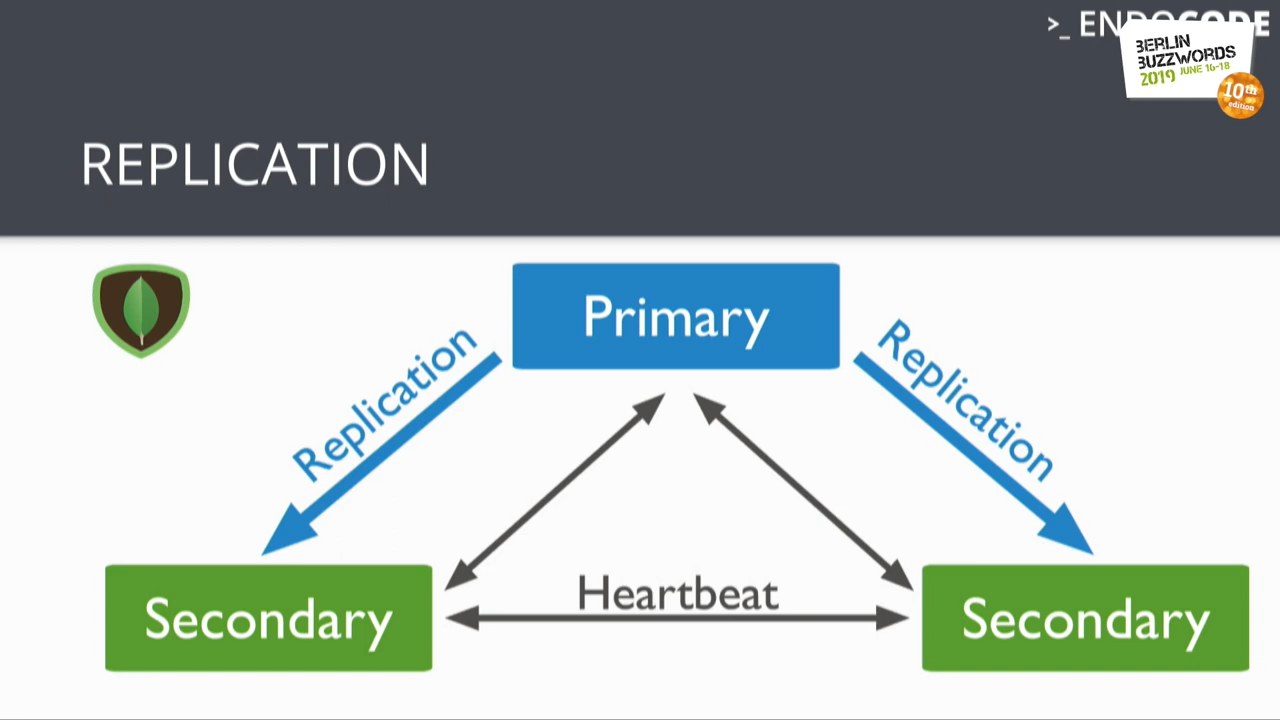 >_ ENDOCODE
BERLIN
BUZZWORDS
2019 JUNE 16-18
10th
edition
REPLICATION
Primary
Replication
Replication
Heartbeat
Secondary
Secondary